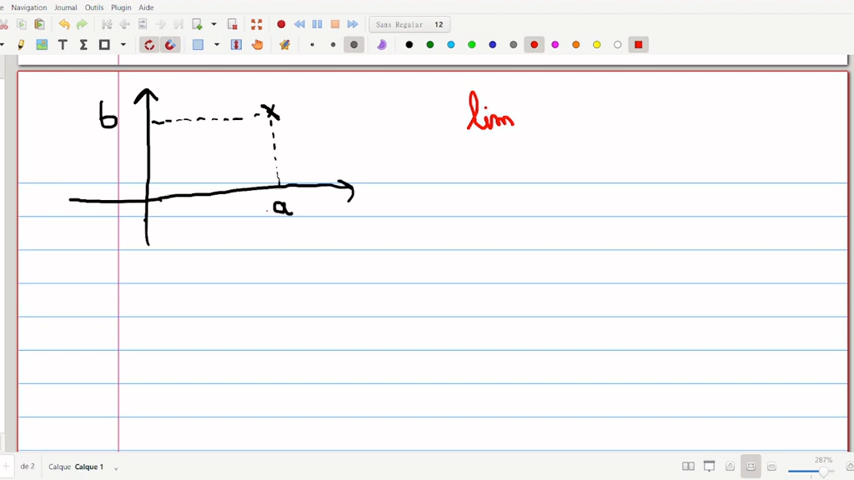 Navigation Journal Outils Plugin Aide
Sans Regular 12
b
lim
a
de 2 Calque Calque 1
287%